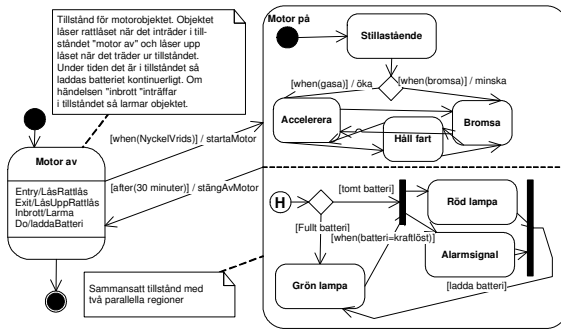 Tillstånd för motorobjektet. Objektet
låser rattlåset när det inträder i till-
ståndet "motor av" och låser upp
låset när det träder ur tillståndet.
Under tiden det är i tillståndet så
laddas batteriet kontinuerligt. Om
händelsen "inbrott "inträffar
i tillståndet så larmar objektet.
Motor på
Stillastående
[when(gasa)] / öka
[when(bromsa)] / minska
Accelerera
Håll fart
Bromsa
[when(NyckelVrids)] / startaMotor
Motor av
Entry/LåsRattlås
Exit/LåsUppRattlås
Inbrott/Larma
Do/laddaBatteri
[after(30 minuter)] / stängAvMotor
H
[tomt batteri]
[Fullt batteri]
[when(batteri=kraftlöst)]
Röd lampa
Alarmsignal
Grön lampa
[ladda batteri]
Sammansatt tillstånd med
två parallella regioner